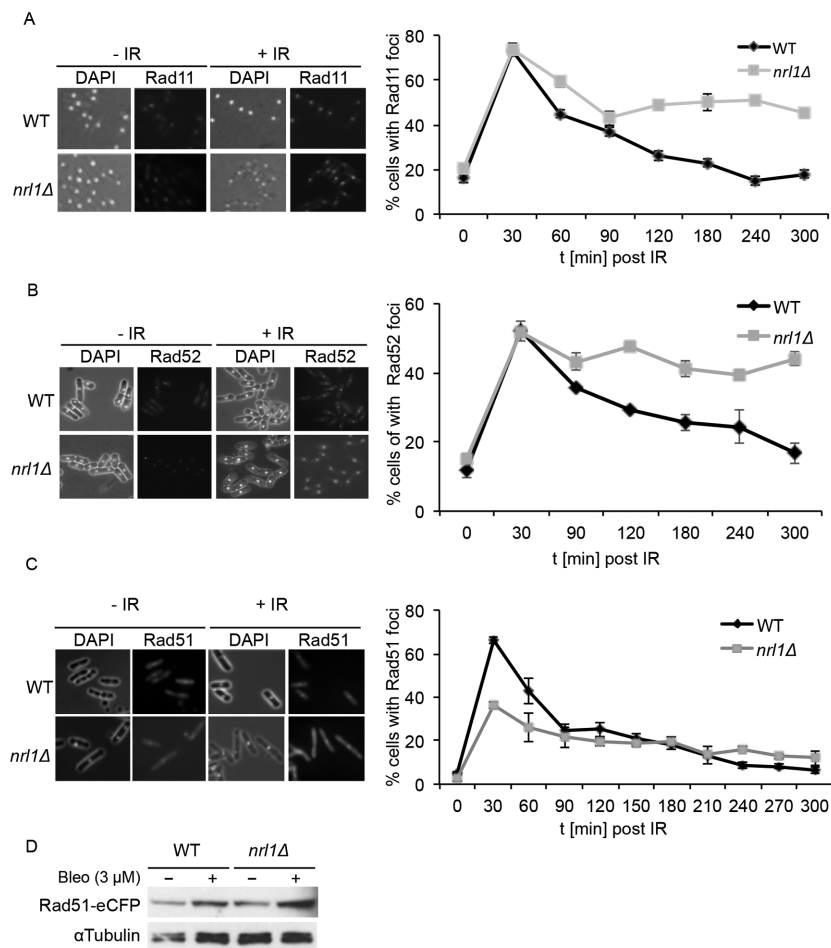 A
- IR
+ IR
DAPI Rad11 DAPI Rad11
WT
nrl1Δ
% cells with Rad11 foci
80
60
40
20
0
0 30 60 90 120 180 240 300
t [min] post IR
WT
nrl1Δ
B
- IR
+ IR
DAPI Rad52 DAPI Rad52
WT
nrl1Δ
% cells of with Rad52 foci
60
40
20
0
0 30 90 120 180 240 300
t [min] post IR
WT
nrl1Δ
C
- IR
+ IR
DAPI Rad51 DAPI Rad51
WT
nrl1Δ
% cells with Rad51 foci
80
60
40
20
0
0 30 60 90 120 150 180 210 240 270 300
t [min] post IR
WT
nrl1Δ
D
WT nrl1Δ
Bleo (3 µM) – + – +
Rad51-eCFP
αTubulin